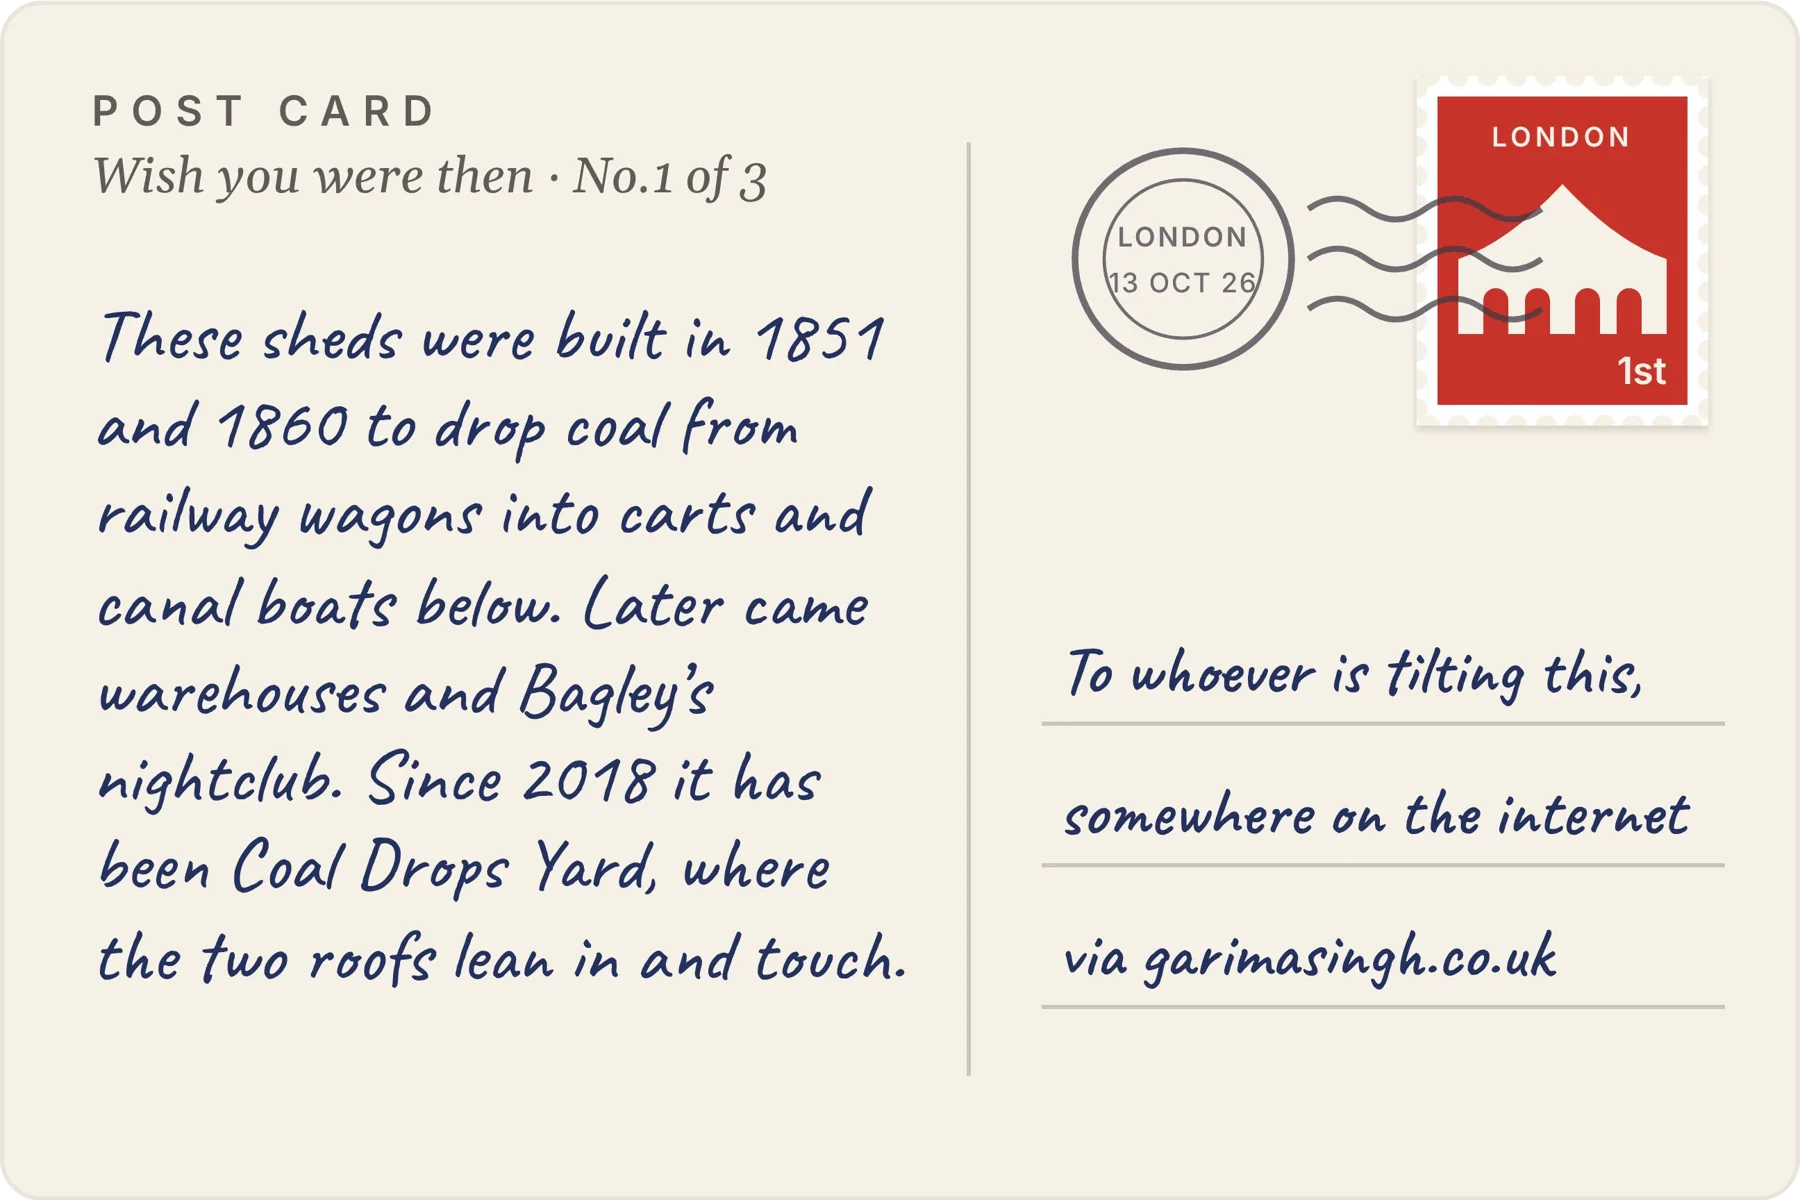 POST CARD
Wish you were then · No.1 of 3
These sheds were built in 1851
and 1860 to drop coal from
railway wagons into carts and
canal boats below. Later came
warehouses and Bagley’s
nightclub. Since 2018 it has
been Coal Drops Yard, where
the two roofs lean in and touch.
LONDON
13 OCT 26
LONDON
1st
To whoever is tilting this,
somewhere on the internet
via garimasingh.co.uk